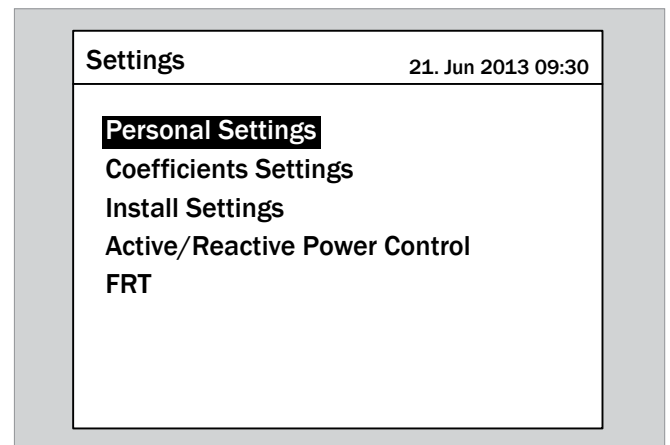 Settings
21. Jun 2013 09:30
Personal Settings
Coefficients Settings
Install Settings
Active/Reactive Power Control
FRT